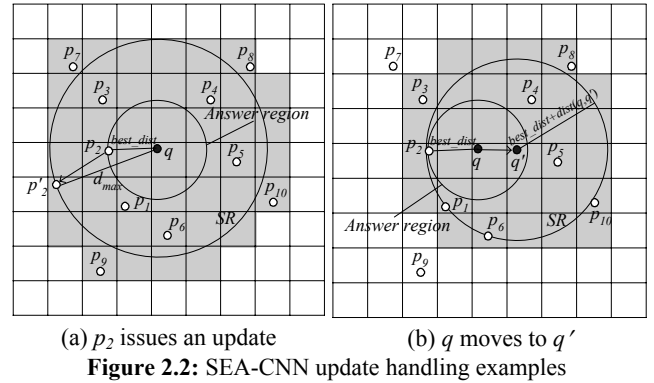 p7 p8
p3 p4
Answer region
p2 best_dist q
p5
p'2 dmax
p10
p1
SR
p6
p9
(a) p2 issues an update
p7 p8
p3 p4
best_dist+dist(q,q')
p2 best_dist
q q' p5
p1
p10
Answer region
SR
p6
p9
(b) q moves to q'
Figure 2.2: SEA-CNN update handling examples